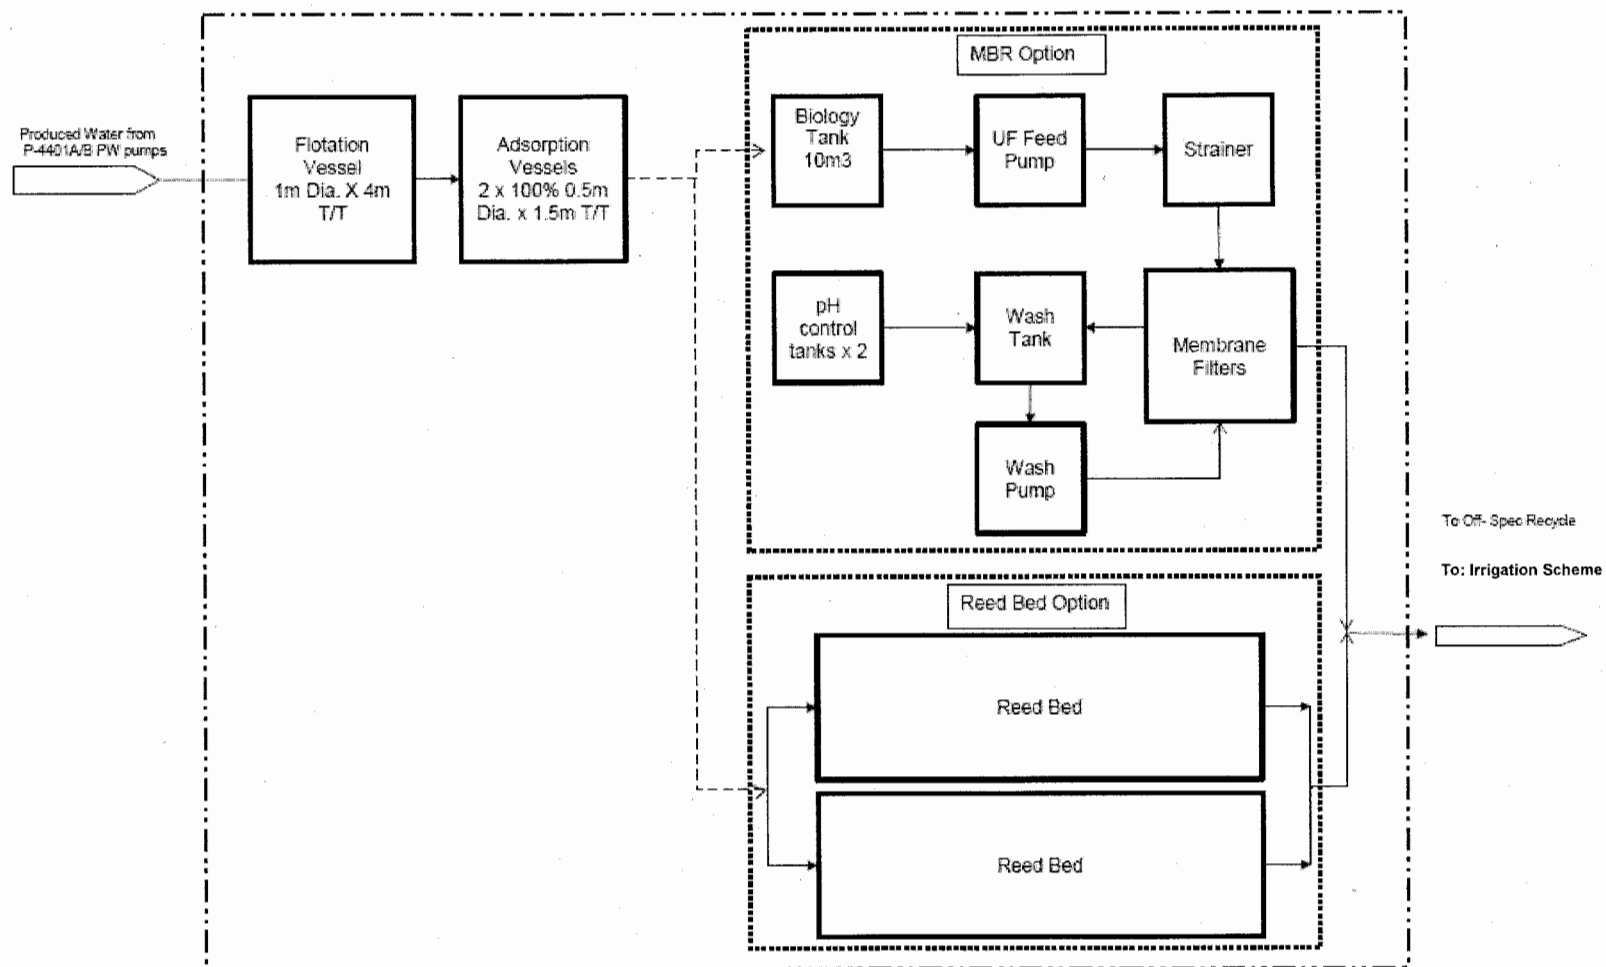 MBR Option
Produced Water from
P-4401A/B PW pumps
Flotation
Vessel
1m Dia. X 4m
T/T
Adsorption
Vessels
2 x 100% 0.5m
Dia. x 1.5m T/T
Biology
Tank
10m3
UF Feed
Pump
Strainer
pH
control
tanks x 2
Wash
Tank
Membrane
Filters
Wash
Pump
To Off- Spec Recycle
To: Irrigation Scheme
Reed Bed Option
Reed Bed
Reed Bed